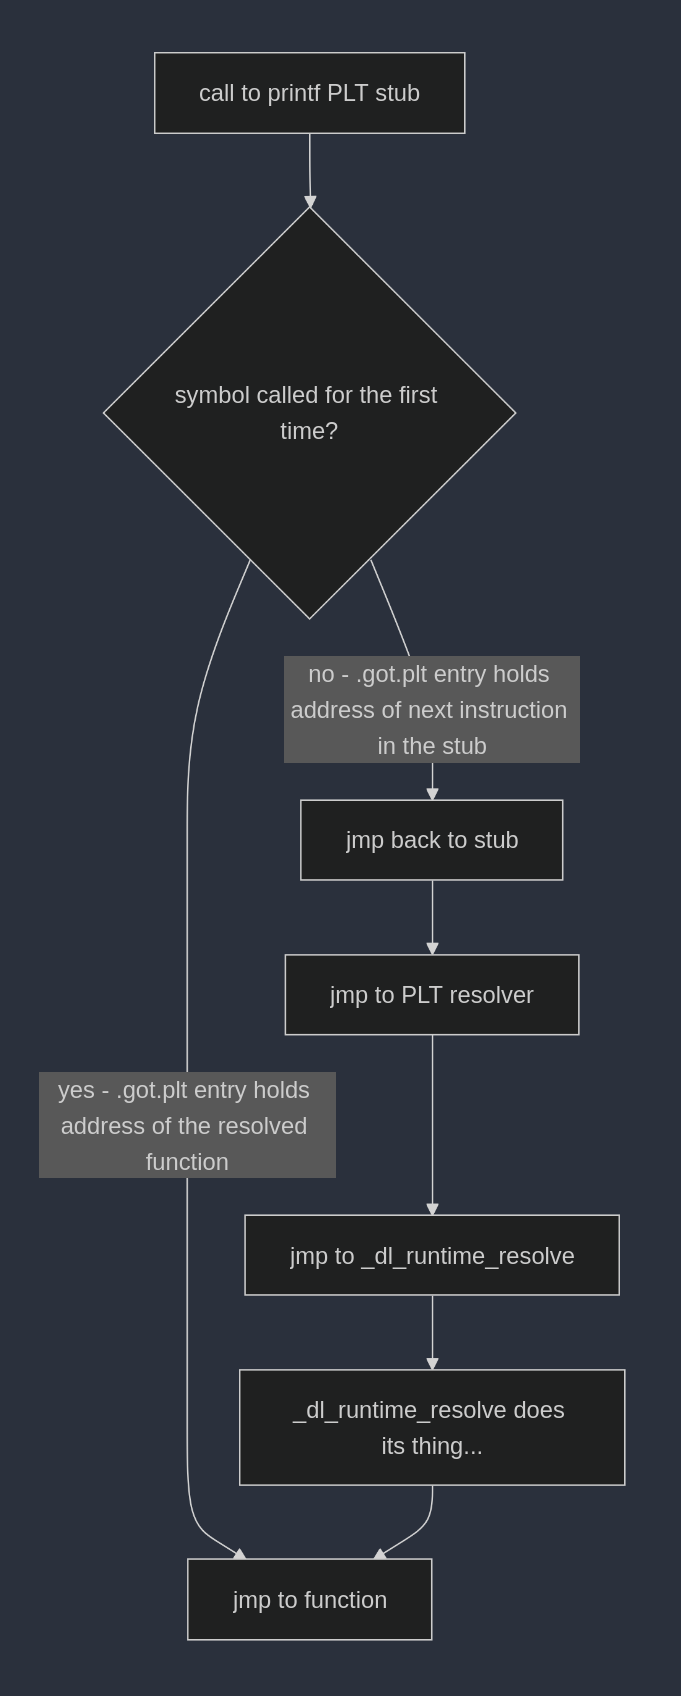 call to printf PLT stub
symbol called for the first
time?
no - .got.plt entry holds
address of next instruction
in the stub
jmp back to stub
jmp to PLT resolver
yes - .got.plt entry holds
address of the resolved
function
jmp to _dl_runtime_resolve
_dl_runtime_resolve does
its thing...
jmp to function